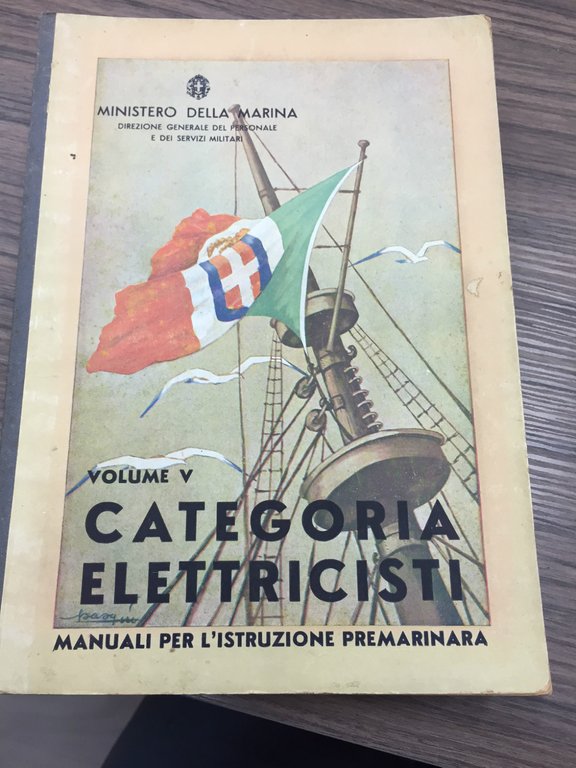 MINISTERO DELLA MARINA
DIREZIONE GENERALE DEL PERSONALE
E DEI SERVIZI MILITARI
VOLUME V
CATEGORIA
ELETTRICISTI
MANUALI PER L'ISTRUZIONE PREMARINARA